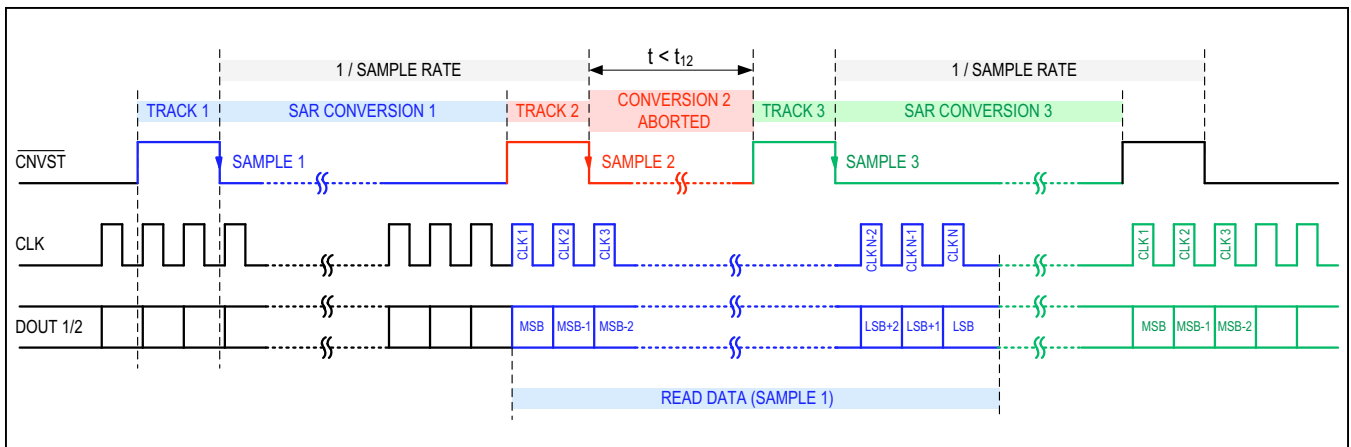 1 / SAMPLE RATE
t < t12
1 / SAMPLE RATE
TRACK 1
SAR CONVERSION 1
TRACK 2
CONVERSION 2
ABORTED
TRACK 3
SAR CONVERSION 3
CNVST
SAMPLE 1
SAMPLE 2
SAMPLE 3
CLK
CLK 1
CLK 2
CLK 3
CLK N-2
CLK N-1
CLK N
CLK 1
CLK 2
CLK 3
DOUT 1/2
MSB
MSB-1
MSB-2
LSB+2
LSB+1
LSB
MSB
MSB-1
MSB-2
READ DATA (SAMPLE 1)